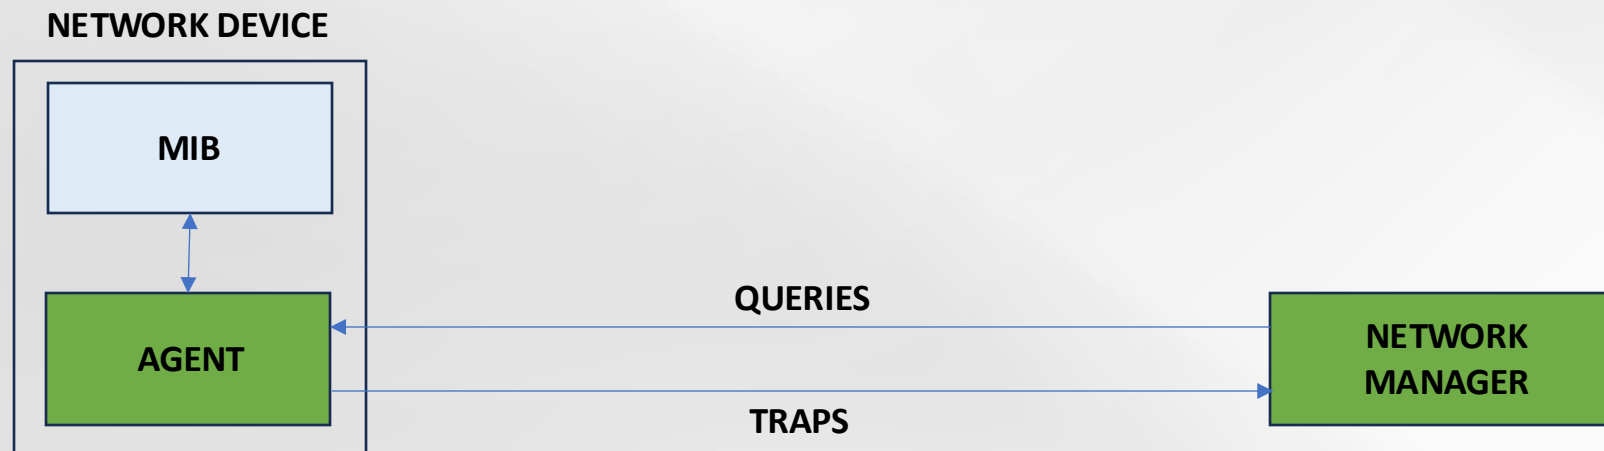 NETWORK DEVICE
MIB
QUERIES
AGENT
NETWORK
MANAGER
TRAPS